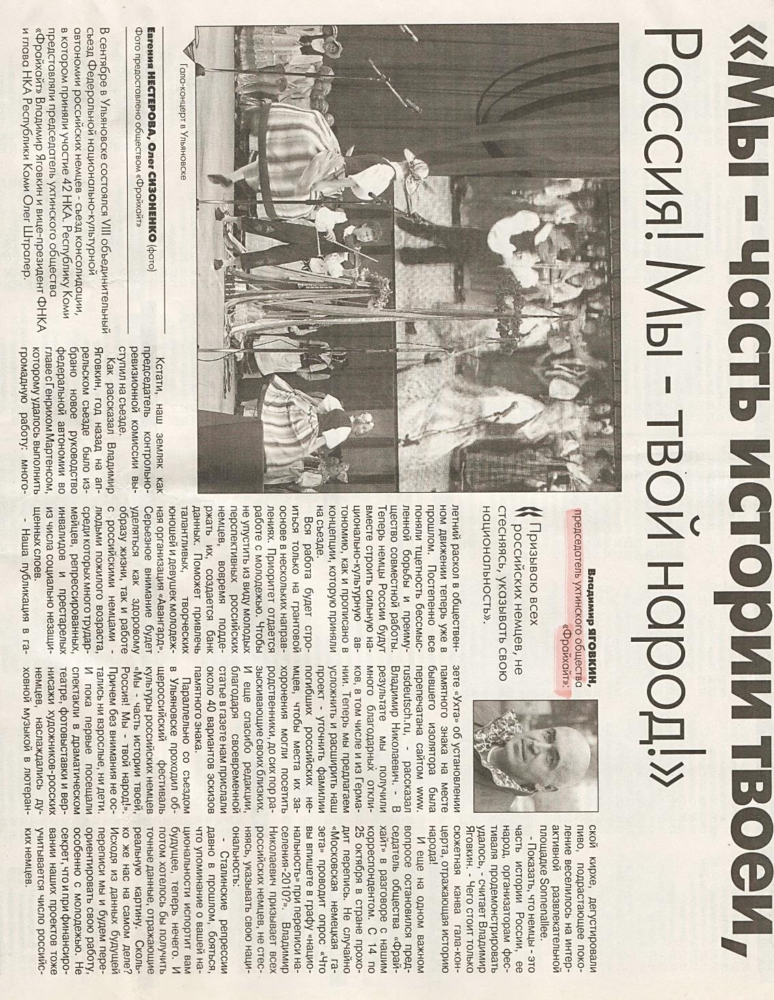 «Мы - часть истории твоей,
Россия! Мы - твой народ!»
Гала-концерт в Ульяновске
Евгения НЕСТЕРОВА, Олег СИЗОНЕНКО (фото)
Фото предоставлено обществом «Фрайхайт»
В сентябре в Ульяновске состоялся VIII объединительный
съезд Федеральной национально-культурной
автономии российских немцев - съезд консолидации,
в котором приняли участие 42 НКА. Республику Коми
представляли председатель ухтинского общества
«Фрайхайт» Владимир Яговкин и вице-президент ФНКА
и глава НКА Республики Коми Олег Штралер.
Кстати, наш земляк как
председатель контрольно-
ревизионной комиссии вы-
ступил на съезде.
Как рассказал Владимир
Яговкин, год назад на ап-
рельском съезде было из-
брано новое руководство
федеральной автономии во
главе с Генрихом Мартенсом,
которому удалось выполнить
громадную работу: много-
Владимир ЯГОВКИН,
председатель ухтинского общества
«Фрайхайт»:
« Призываю всех
российских немцев, не
стесняясь, указывать свою
национальность».
летний раскол в обществен-
ном движении теперь уже в
прошлом. Постепенно все
поняли тщетность бессмыс-
ленной борьбы и преиму-
щество совместной работы.
Теперь немцы России будут
вместе строить сильную на-
ционально-культурную ав-
тономию, как и прописано в
концепции, которую приняли
на съезде.
Вся работа будет стро-
иться только на грантовой
основе в нескольких направ-
лениях. Приоритет отдается
работе с молодежью. Чтобы
не упустить из виду молодых
перспективных российских
немцев, вовремя поддер-
ржать их, создается банк
данных. Поможет привлечь
талантливых, творческих
юношей и девушек молодеж-
ная организация «Авангард».
Серьезное внимание будет
уделяться как здоровому
образу жизни, так и работе
с российскими немцами -
людьми пожилого возраста,
среди которых много трудар-
мейцев, репрессированных,
инвалидов и престарелых
из числа социально незащи-
щенных слоев.
- Наша публикация в га-
зете «Ухта» об установлении
памятного знака на месте
бывшего изолятора была
перепечатана сайтом www.
rusdeutsch.ru, - рассказал
Владимир Николаевич. - В
результате мы получили
много благодарных откли-
ков, в том числе и из Герма-
нии. Теперь мы предлагаем
усложнить и расширить наш
проект - уточнить фамилии
погибших российских не-
мцев, чтобы места их за-
хоронения могли посетить
родственники, до сих пор ра-
зыскивающие своих близких.
И еще спасибо редакции,
благодаря своевременной
статье в газете нам прислали
около 40 вариантов эскизов
памятного знака.
Параллельно со съездом
в Ульяновске проходил об-
щероссийский фестиваль
культуры российских немцев
«Мы - часть истории твоей,
Россия! Мы - твой народ!».
Причем без внимания не ос-
тались ни взрослые, ни дети.
И пока первые посещали
спектакли в драматическом
театре, фотовыставки и вер-
нисажи художников-русских
немцев, наслаждались ду-
ховной музыкой в лютеран-
ской кирхе, дегустировали
пиво, подрастающее поко-
ление веселилось на интер-
активной развлекательной
площадке Sonnenallee.
- Показать, что немцы - это
часть истории России, ее
народ, организаторам фес-
тиваля продемонстрировать
удалось, - считает Владимир
Яговкин. - Чего стоит только
сюжетная канва гала-кон-
церта, отражающая историю
народа!
И еще на одном важном
вопросе остановился пред-
седатель общества «Фрай-
хайт» в разговоре с нашим
корреспондентом. С 14 по
25 октября в стране прохо-
дит перепись. Не случайно
«Московская немецкая га-
зета» проводит опрос «Что
вы впишете в графу «нацио-
нальность» при переписи на-
селения-2010?». Владимир
Николаевич призывает всех
российских немцев, не стес-
няясь, указывать свою наци-
ональность:
- Сталинские репрессии
давно в прошлом, бояться,
что упоминание о вашей на-
циональности испортит вам
будущее, теперь нечего. И
потом хотелось бы получить
точные данные, отражающие
реальную картину. Сколь-
ко же нас на самом деле?
Исходя из данных будущей
переписи мы и будем пере-
ориентировать свою работу,
особенно с молодежью. Не
секрет, что и при финансиро-
вании наших проектов тоже
учитывается число российс-
ких немцев.